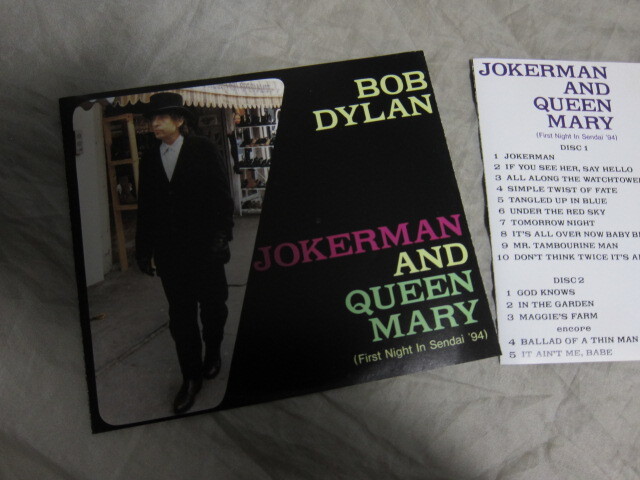 BOB
DYLAN
JOKERMAN
AND
QUEEN
MARY
(First Night In Sendai '94)
JOKERMAN
AND
QUEEN
MARY
(First Night In Sendai '94)
DISC 1
1 JOKERMAN
2 IF YOU SEE HER, SAY HELLO
3 ALL ALONG THE WATCHTOWE
4 SIMPLE TWIST OF FATE
5 TANGLED UP IN BLUE
6 UNDER THE RED SKY
7 TOMORROW NIGHT
8 IT'S ALL OVER NOW BABY B
9 MR. TAMBOURINE MAN
10 DON'T THINK TWICE IT'S A
DISC 2
1 GOD KNOWS
2 IN THE GARDEN
3 MAGGIE'S FARM
encore
4 BALLAD OF A THIN MAN
5 IT AIN'T ME, BABE